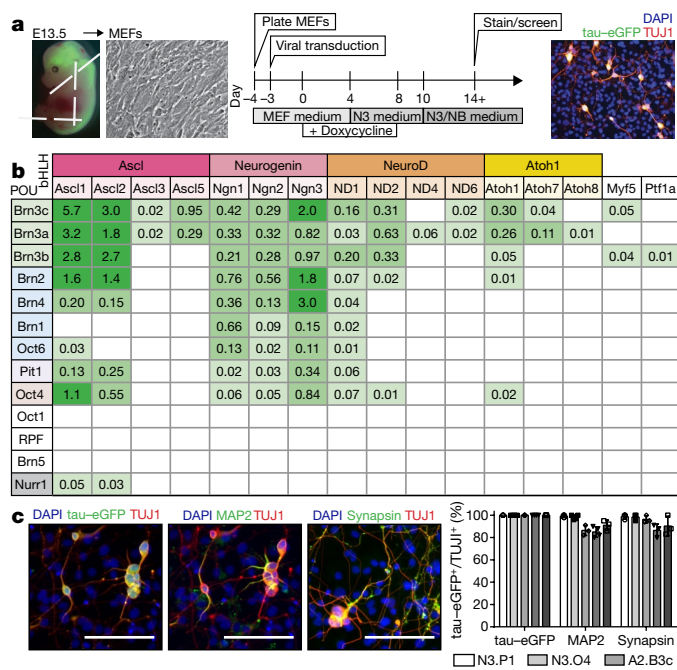 a
E13.5 → MEFs
Plate MEFs
Viral transduction
Stain/screen
DAPI
tau–eGFP TUJ1
Day
–4 –3 0 4 8 10 14+
MEF medium N3 medium N3/NB medium
+ Doxycycline
b
bHLH Ascl Neurogenin NeuroD Atoh1
POU Ascl1 Ascl2 Ascl3 Ascl5 Ngn1 Ngn2 Ngn3 ND1 ND2 ND4 ND6 Atoh1 Atoh7 Atoh8 Myf5 Ptf1a
Brn3c 5.7 3.0 0.02 0.95 0.42 0.29 2.0 0.16 0.31 0.02 0.30 0.04 0.05
Brn3a 3.2 1.8 0.02 0.29 0.33 0.32 0.82 0.03 0.63 0.06 0.02 0.26 0.11 0.01
Brn3b 2.8 2.7 0.21 0.28 0.97 0.20 0.33 0.05 0.04 0.01
Brn2 1.6 1.4 0.76 0.56 1.8 0.07 0.02 0.01
Brn4 0.20 0.15 0.36 0.13 3.0 0.04
Brn1 0.66 0.09 0.15 0.02
Oct6 0.03 0.13 0.02 0.11 0.01
Pit1 0.13 0.25 0.02 0.03 0.34 0.06
Oct4 1.1 0.55 0.06 0.05 0.84 0.07 0.01 0.02
Oct1
RPF
Brn5
Nurr1 0.05 0.03
c
DAPI tau–eGFP TUJ1
DAPI MAP2 TUJ1
DAPI Synapsin TUJ1
tau–eGFP+/TUJI+ (%)
100
80
60
40
20
0
tau–eGFP MAP2 Synapsin
N3.P1 N3.O4 A2.B3c